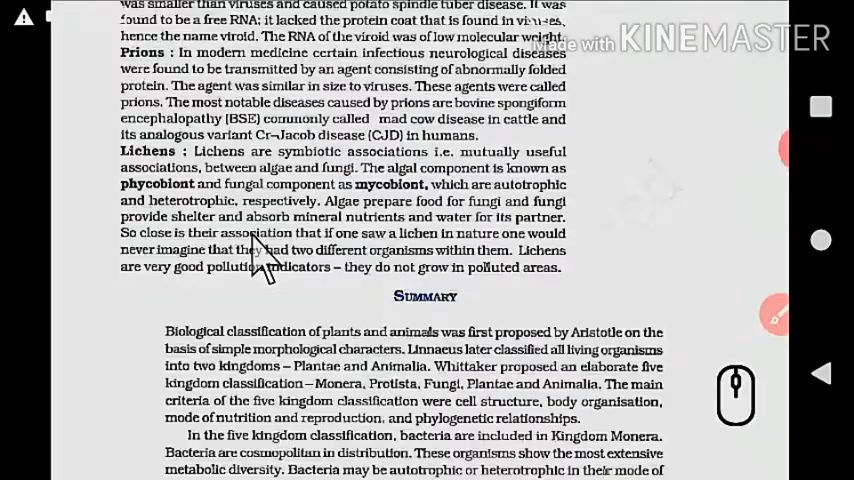 was smaller than viruses and caused potato spindle tuber disease. It was
found to be a free RNA; it lacked the protein coat that is found in viruses,
hence the name viroid. The RNA of the viroid was of low molecular weight.
Made with KINEMASTER
Prions : In modern medicine certain infectious neurological diseases
were found to be transmitted by an agent consisting of abnormally folded
protein. The agent was similar in size to viruses. These agents were called
prions. The most notable diseases caused by prions are bovine spongiform
encephalopathy (BSE) commonly called mad cow disease in cattle and
its analogous variant Cr–Jacob disease (CJD) in humans.
Lichens : Lichens are symbiotic associations i.e. mutually useful
associations, between algae and fungi. The algal component is known as
phycobiont and fungal component as mycobiont, which are autotrophic
and heterotrophic, respectively. Algae prepare food for fungi and fungi
provide shelter and absorb mineral nutrients and water for its partner.
So close is their association that if one saw a lichen in nature one would
never imagine that they had two different organisms within them. Lichens
are very good pollution indicators – they do not grow in polluted areas.
SUMMARY
Biological classification of plants and animals was first proposed by Aristotle on the
basis of simple morphological characters. Linnaeus later classified all living organisms
into two kingdoms – Plantae and Animalia. Whittaker proposed an elaborate five
kingdom classification – Monera, Protista, Fungi, Plantae and Animalia. The main
criteria of the five kingdom classification were cell structure, body organisation,
mode of nutrition and reproduction, and phylogenetic relationships.
In the five kingdom classification, bacteria are included in Kingdom Monera.
Bacteria are cosmopolitan in distribution. These organisms show the most extensive
metabolic diversity. Bacteria may be autotrophic or heterotrophic in their mode of